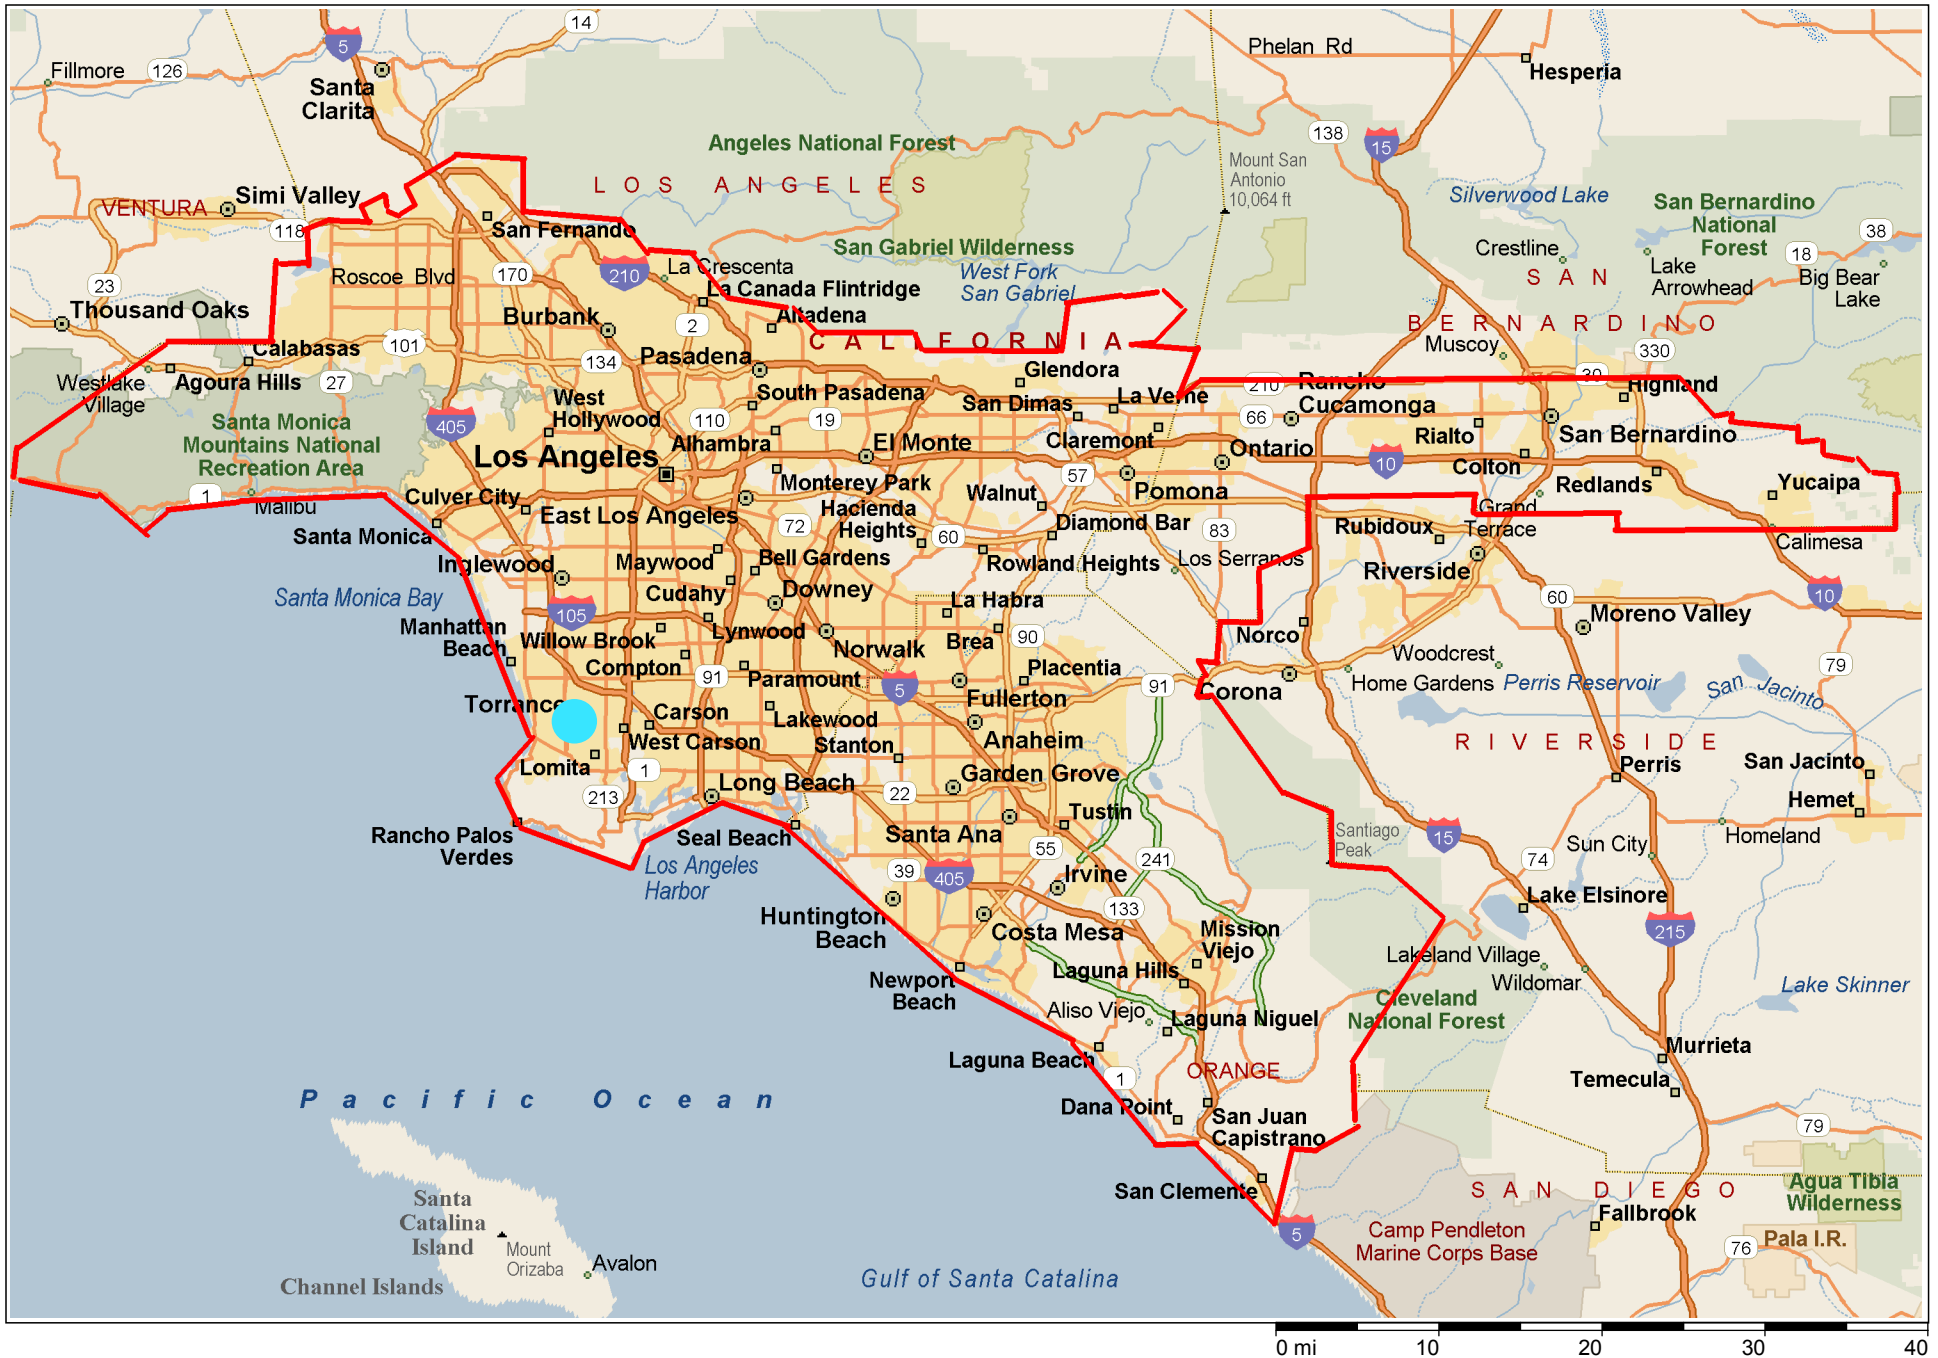 14
5
Phelan Rd
Fillmore
126
Hesperia
Santa
Clarita
138
15
Angeles National Forest
Mount San
Antonio
10,064 ft
LOS ANGELES
Silverwood Lake
San Bernardino
National
Forest
Simi Valley
VENTURA
118
San Fernando
38
18
San Gabriel Wilderness
West Fork
San Gabriel
Crestline
SAN
Lake
Arrowhead
Big Bear
Lake
Roscoe Blvd
170
210
La Crescenta
La Canada Flintridge
23
Thousand Oaks
Burbank
2
Altadena
CALIFORNIA
BERNARDINO
Muscoy
330
Calabasas
101
134
Pasadena
Glendora
Westlake
Village
Agoura Hills
27
South Pasadena
La Verne
210
Rancho
Cucamonga
30
Highland
West
Hollywood
110
19
San Dimas
66
Santa Monica
Mountains National
Recreation Area
405
Alhambra
El Monte
Claremont
Ontario
Rialto
San Bernardino
Los Angeles
57
10
Colton
Monterey Park
Walnut
Pomona
Redlands
Yucaipa
1
Malibu
Culver City
East Los Angeles
Hacienda
Heights
Diamond Bar
Grand
Terrace
Santa Monica
72
60
83
Rubidoux
Calimesa
Inglewood
Maywood
Bell Gardens
Rowland Heights
Los Serranos
Riverside
Santa Monica Bay
Cudahy
Downey
La Habra
105
60
10
Moreno Valley
Manhattan
Beach
Willow Brook
Lynwood
Norwalk
Brea
90
Norco
Compton
91
Paramount
5
Placentia
91
Corona
Woodcrest
Home Gardens
Perris Reservoir
San Jacinto
79
Torrance
Carson
Lakewood
Fullerton
West Carson
Stanton
Anaheim
RIVERSIDE
Perris
San Jacinto
Lomita
1
Long Beach
Garden Grove
213
22
Hemet
Rancho Palos
Verdes
Seal Beach
Santa Ana
Tustin
Santiago
Peak
15
Sun City
Homeland
Los Angeles
Harbor
39
405
55
Irvine
241
74
Lake Elsinore
Huntington
Beach
133
Costa Mesa
Mission
Viejo
215
Newport
Beach
Laguna Hills
Lakeland Village
Wildomar
Lake Skinner
Aliso Viejo
Laguna Niguel
Cleveland
National Forest
Laguna Beach
1
ORANGE
Murrieta
Temecula
Pacific Ocean
Dana Point
San Juan
Capistrano
79
San Clemente
SAN DIEGO
Agua Tibia
Wilderness
Santa
Catalina
Island
Mount
Orizaba
Avalon
5
Camp Pendleton
Marine Corps Base
Fallbrook
76
Pala I.R.
Channel Islands
Gulf of Santa Catalina
0 mi
10
20
30
40